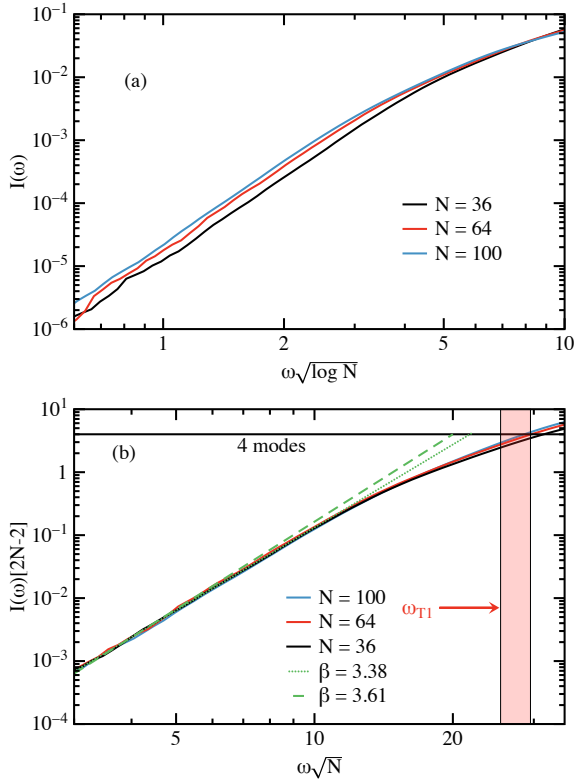 10⁻¹
(a)
10⁻²
10⁻³
I(ω)
10⁻⁴
N = 36
N = 64
N = 100
10⁻⁵
10⁻⁶
1 2 5 10
ω√log N
10¹
(b)
4 modes
1
10⁻¹
I(ω)[2N-2]
10⁻²
N = 100
N = 64
N = 36
β = 3.38
β = 3.61
ω_T1
10⁻³
10⁻⁴
5 10 20
ω√N